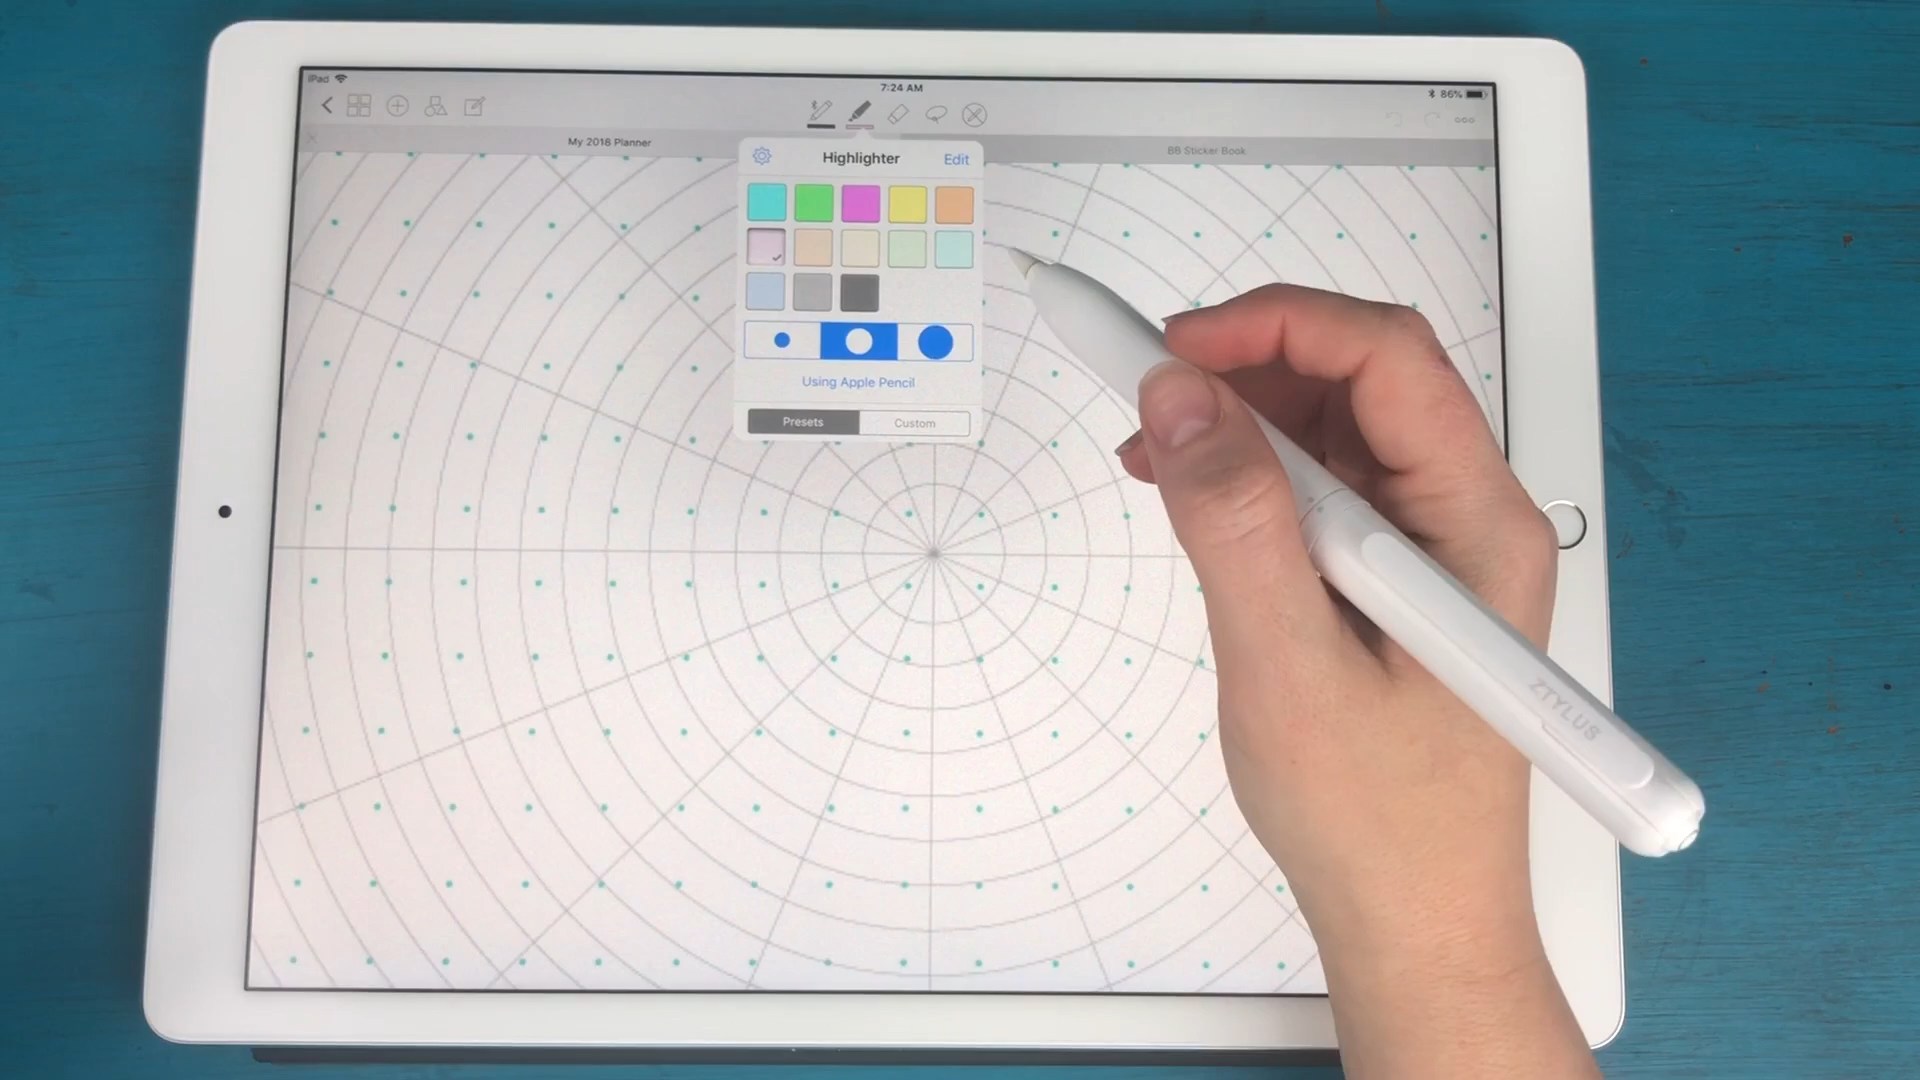 iPad
7:24 AM
86%
My 2018 Planner
BB Sticker Book
Highlighter
Edit
Using Apple Pencil
Presets
Custom
ZTYLUS